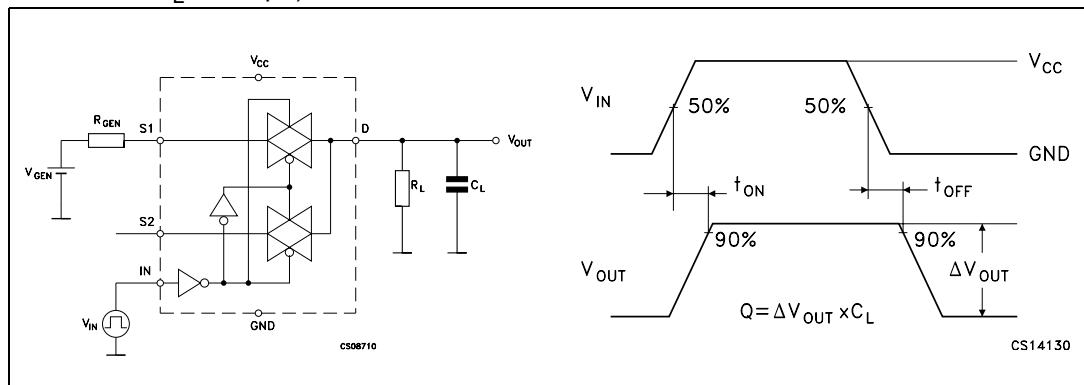 V_CC
R_GEN
S1
D
V_OUT
V_GEN
R_L
C_L
S2
IN
V_IN
GND
CS08710
V_CC
V_IN
50%
50%
GND
t_ON
t_OFF
90%
90%
V_OUT
ΔV_OUT
Q=ΔV_OUT xC_L
CS14130